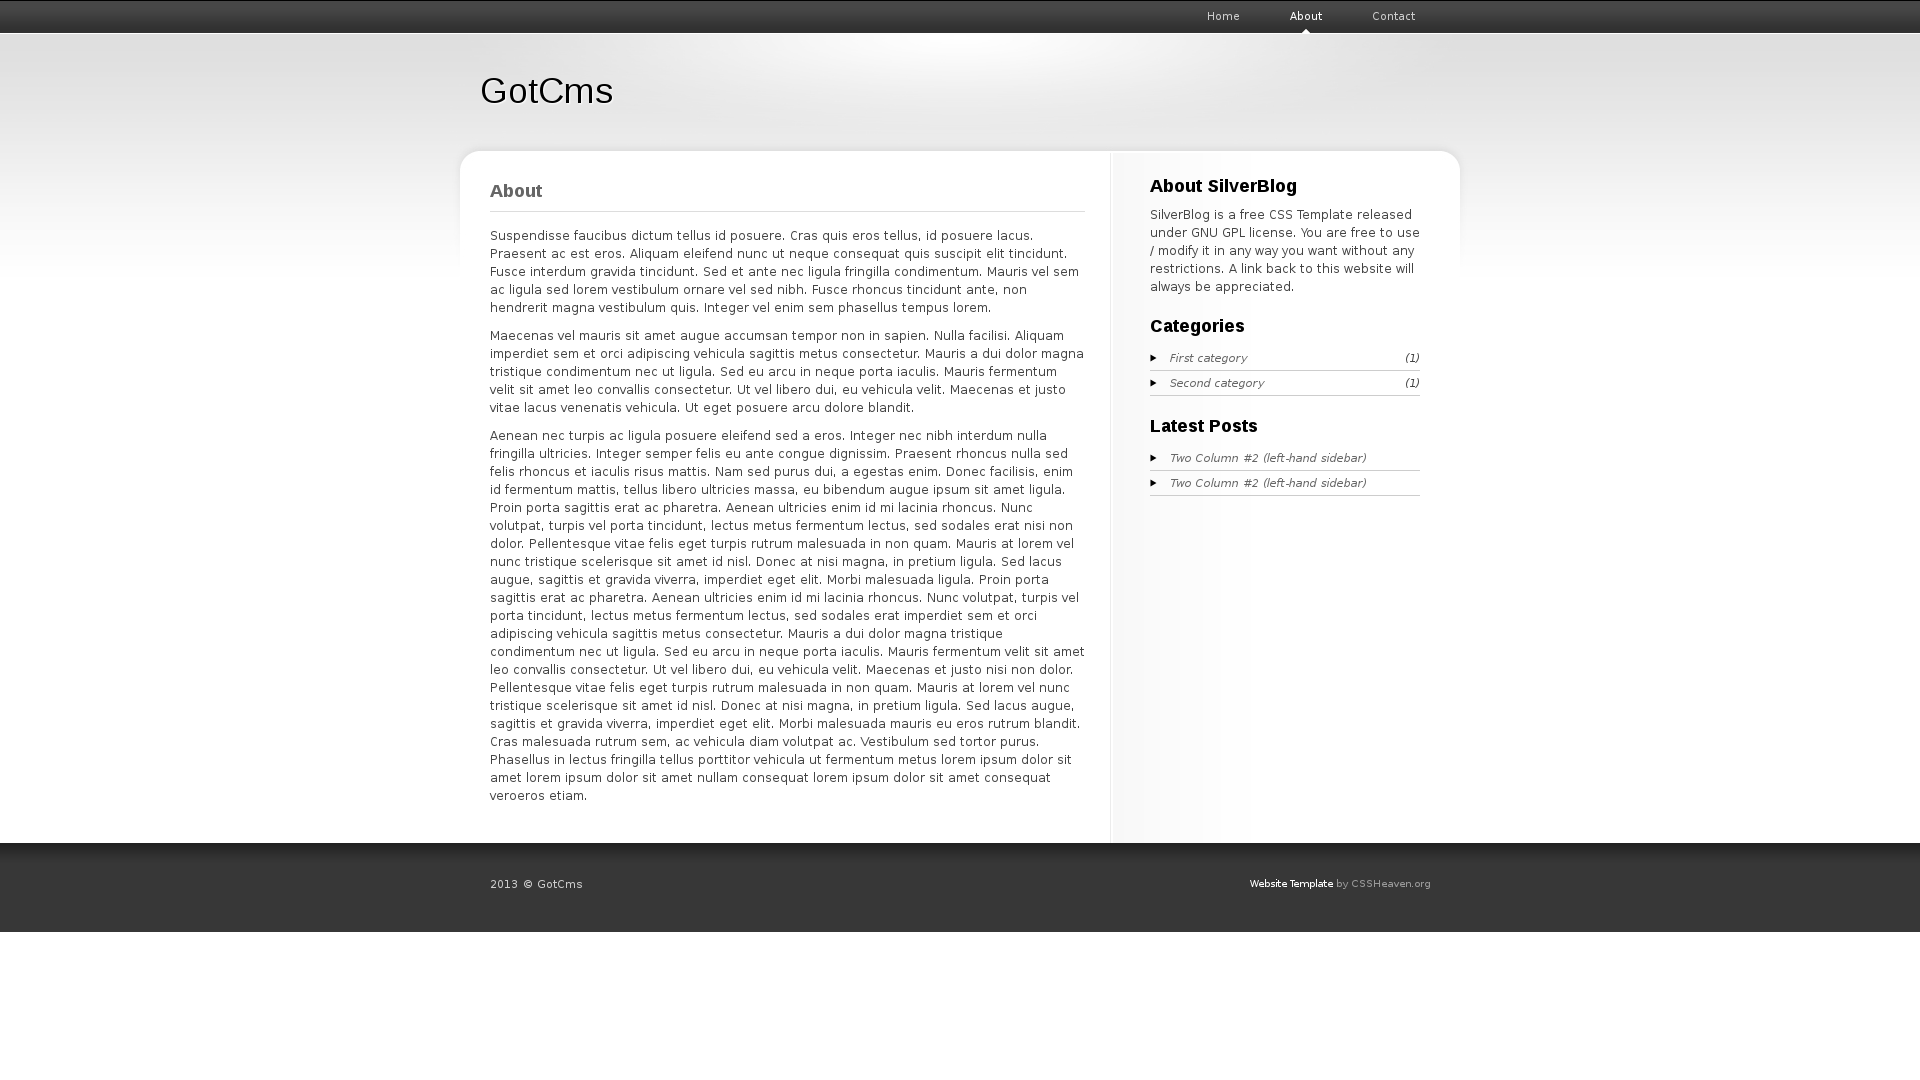 Home
About
Contact
GotCms
About
Suspendisse faucibus dictum tellus id posuere. Cras quis eros tellus, id posuere lacus.
Praesent ac est eros. Aliquam eleifend nunc ut neque consequat quis suscipit elit tincidunt.
Fusce interdum gravida tincidunt. Sed et ante nec ligula fringilla condimentum. Mauris vel sem
ac ligula sed lorem vestibulum ornare vel sed nibh. Fusce rhoncus tincidunt ante, non
hendrerit magna vestibulum quis. Integer vel enim sem phasellus tempus lorem.
Maecenas vel mauris sit amet augue accumsan tempor non in sapien. Nulla facilisi. Aliquam
imperdiet sem et orci adipiscing vehicula sagittis metus consectetur. Mauris a dui dolor magna
tristique condimentum nec ut ligula. Sed eu arcu in neque porta iaculis. Mauris fermentum
velit sit amet leo convallis consectetur. Ut vel libero dui, eu vehicula velit. Maecenas et justo
vitae lacus venenatis vehicula. Ut eget posuere arcu dolore blandit.
Aenean nec turpis ac ligula posuere eleifend sed a eros. Integer nec nibh interdum nulla
fringilla ultricies. Integer semper felis eu ante congue dignissim. Praesent rhoncus nulla sed
felis rhoncus et iaculis risus mattis. Nam sed purus dui, a egestas enim. Donec facilisis, enim
id fermentum mattis, tellus libero ultricies massa, eu bibendum augue ipsum sit amet ligula.
Proin porta sagittis erat ac pharetra. Aenean ultricies enim id mi lacinia rhoncus. Nunc
volutpat, turpis vel porta tincidunt, lectus metus fermentum lectus, sed sodales erat nisi non
dolor. Pellentesque vitae felis eget turpis rutrum malesuada in non quam. Mauris at lorem vel
nunc tristique scelerisque sit amet id nisl. Donec at nisi magna, in pretium ligula. Sed lacus
augue, sagittis et gravida viverra, imperdiet eget elit. Morbi malesuada ligula. Proin porta
sagittis erat ac pharetra. Aenean ultricies enim id mi lacinia rhoncus. Nunc volutpat, turpis vel
porta tincidunt, lectus metus fermentum lectus, sed sodales erat imperdiet sem et orci
adipiscing vehicula sagittis metus consectetur. Mauris a dui dolor magna tristique
condimentum nec ut ligula. Sed eu arcu in neque porta iaculis. Mauris fermentum velit sit amet
leo convallis consectetur. Ut vel libero dui, eu vehicula velit. Maecenas et justo nisi non dolor.
Pellentesque vitae felis eget turpis rutrum malesuada in non quam. Mauris at lorem vel nunc
tristique scelerisque sit amet id nisl. Donec at nisi magna, in pretium ligula. Sed lacus augue,
sagittis et gravida viverra, imperdiet eget elit. Morbi malesuada mauris eu eros rutrum blandit.
Cras malesuada rutrum sem, ac vehicula diam volutpat ac. Vestibulum sed tortor purus.
Phasellus in lectus fringilla tellus porttitor vehicula ut fermentum metus lorem ipsum dolor sit
amet lorem ipsum dolor sit amet nullam consequat lorem ipsum dolor sit amet consequat
veroeros etiam.
About SilverBlog
SilverBlog is a free CSS Template released
under GNU GPL license. You are free to use
/ modify it in any way you want without any
restrictions. A link back to this website will
always be appreciated.
Categories
First category (1)
Second category (1)
Latest Posts
Two Column #2 (left-hand sidebar)
Two Column #2 (left-hand sidebar)
2013 © GotCms
Website Template by CSSHeaven.org